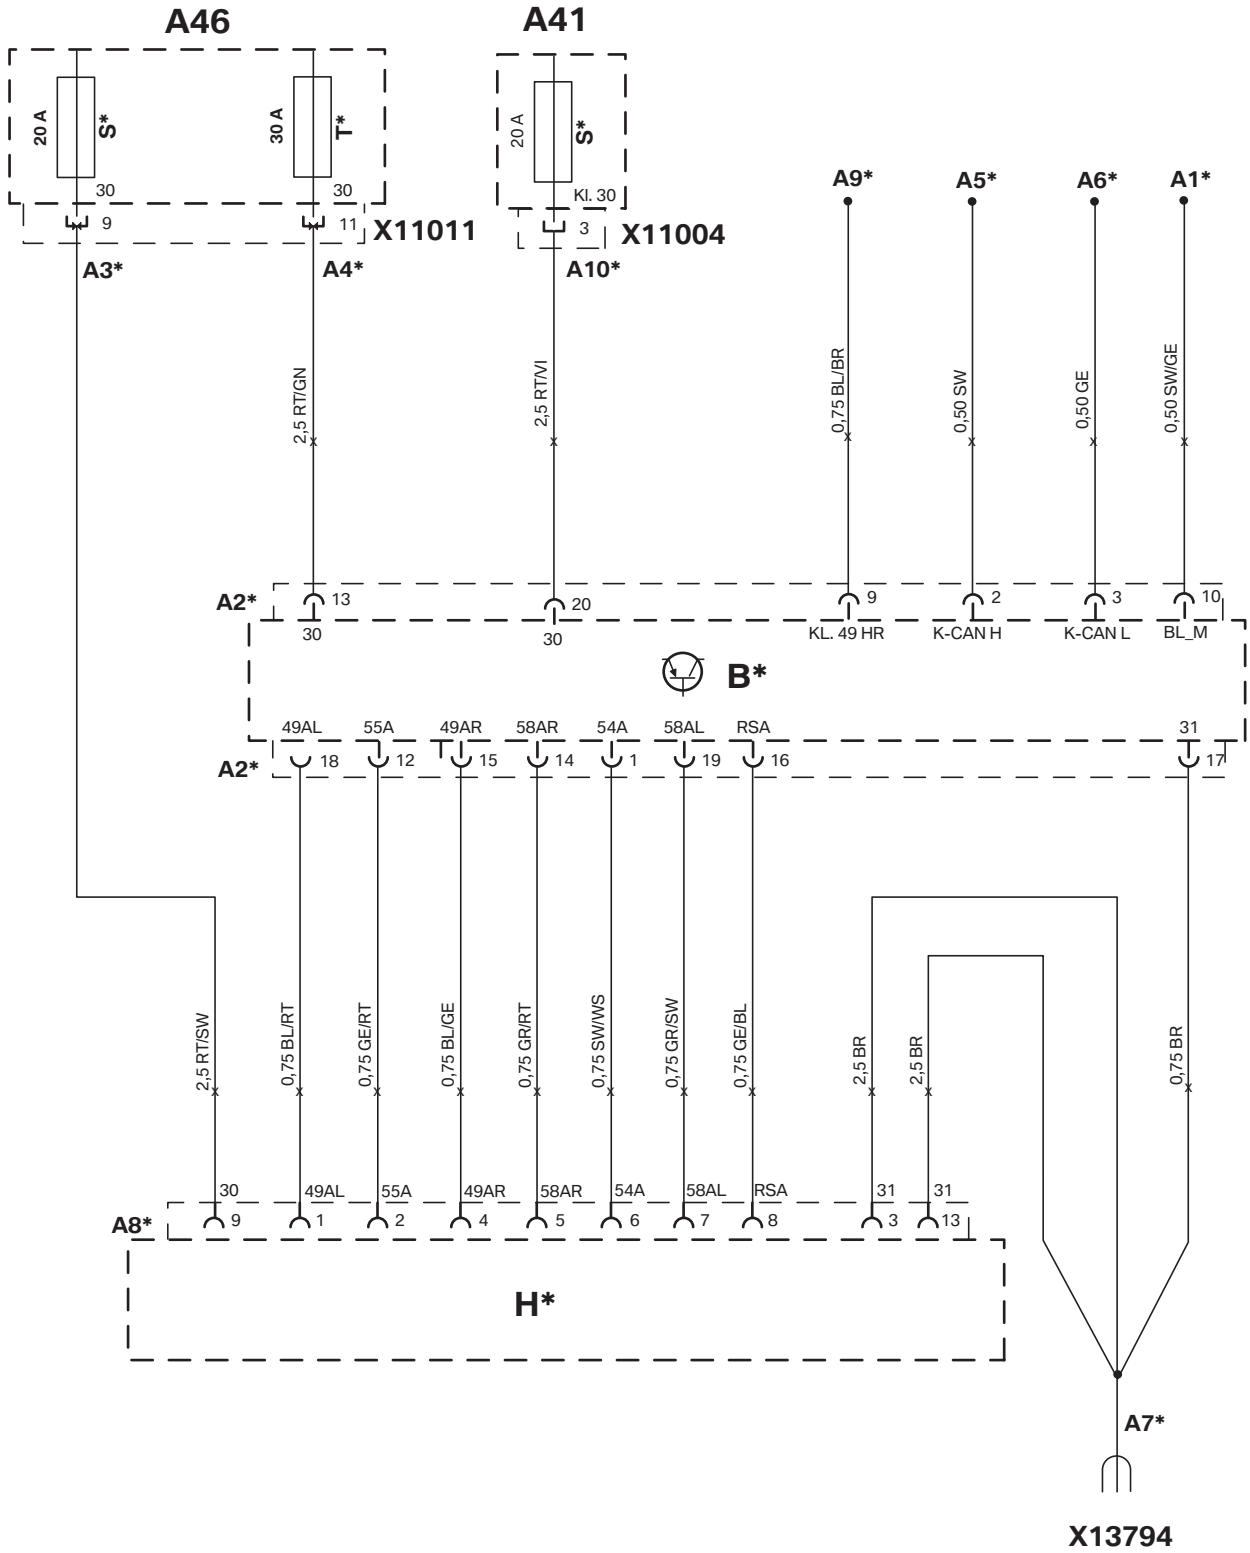 A46
A41
20 A
S*
30 A
T*
20 A
S*
30
30
Kl. 30
A9*
A5*
A6*
A1*
9
11
X11011
3
X11004
A3*
A4*
A10*
2,5 RT/GN
2,5 RT/VI
0,75 BL/BR
0,50 SW
0,50 GE
0,50 SW/GE
A2*
13
20
9
2
3
10
30
30
KL. 49 HR
K-CAN H
K-CAN L
BL_M
B*
49AL
55A
49AR
58AR
54A
58AL
RSA
31
A2*
18
12
15
14
1
19
16
17
2,5 RT/SW
0,75 BL/RT
0,75 GE/RT
0,75 BL/GE
0,75 GR/RT
0,75 SW/WS
0,75 GR/SW
0,75 GE/BL
2,5 BR
2,5 BR
0,75 BR
30
49AL
55A
49AR
58AR
54A
58AL
RSA
31
31
A8*
9
1
2
4
5
6
7
8
3
13
H*
A7*
X13794